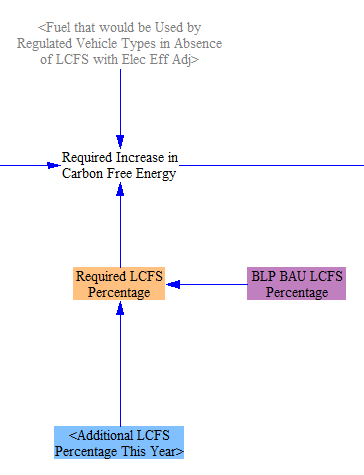 <Fuel that would be Used by
Regulated Vehicle Types in Absence
of LCFS with Elec Eff Adj>
Required Increase in
Carbon Free Energy
Required LCFS
Percentage
BLP BAU LCFS
Percentage
<Additional LCFS
Percentage This Year>